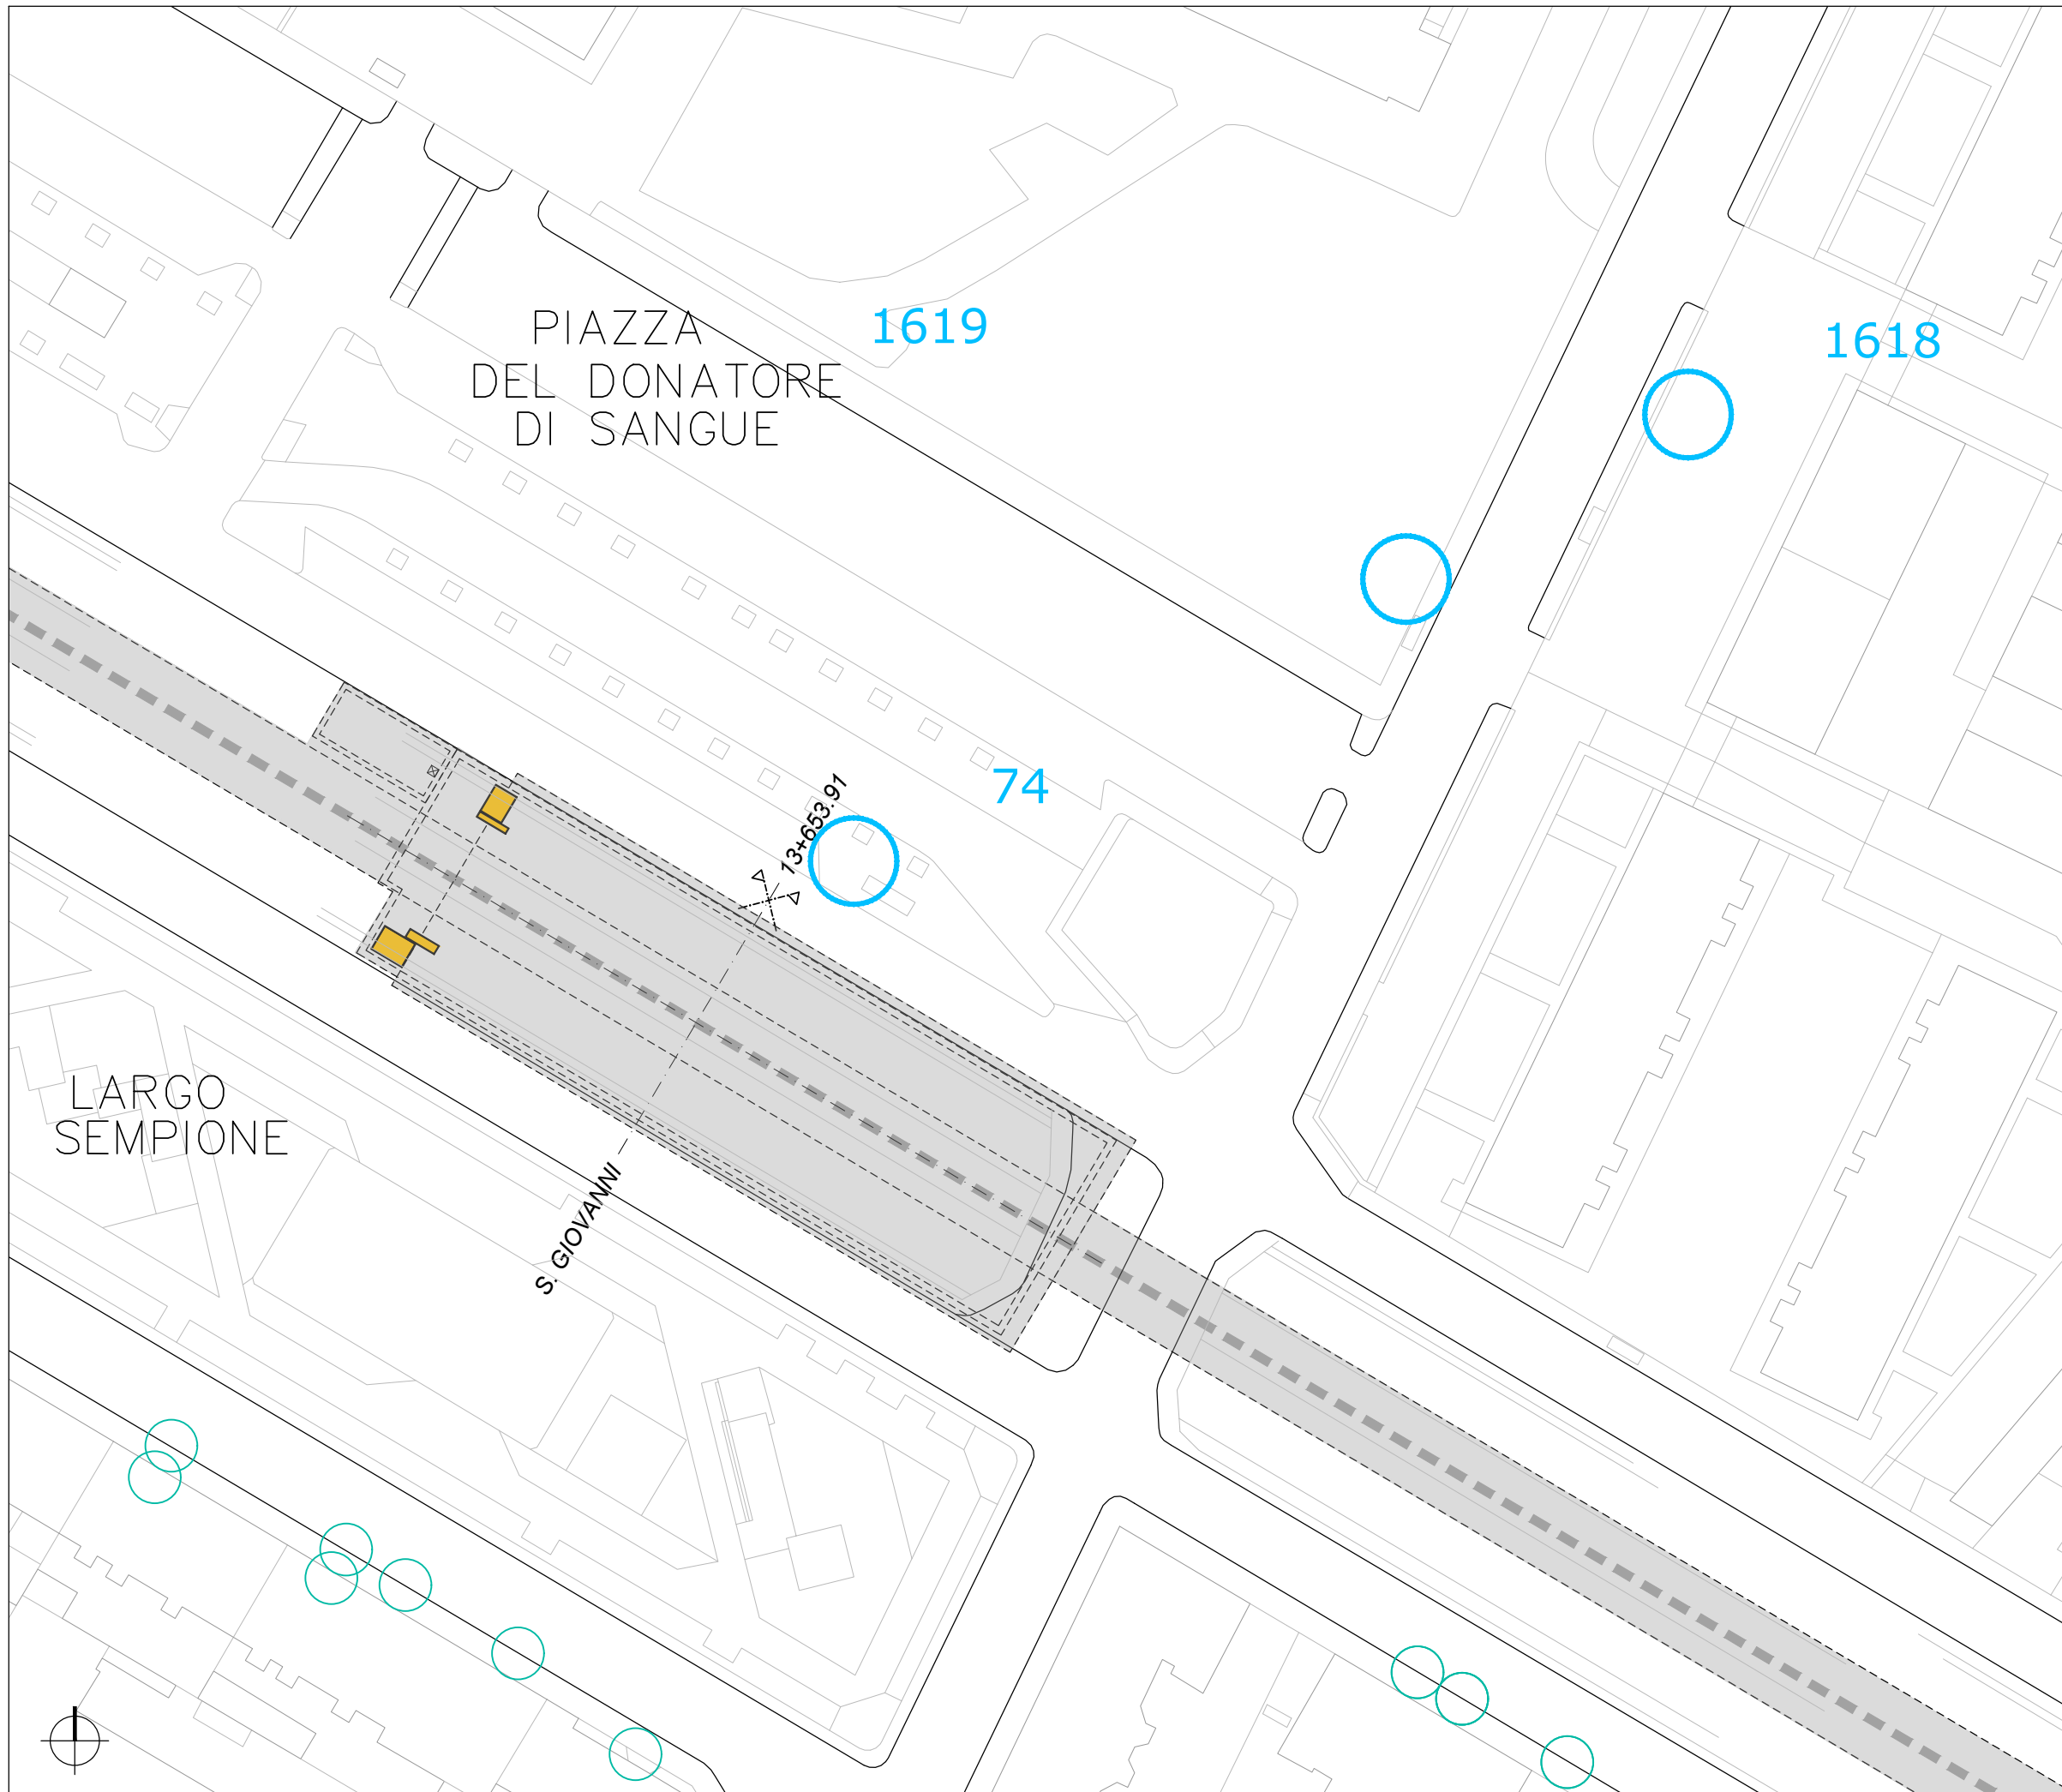 PIAZZA
DEL DONATORE
DI SANGUE
1619
1618
74
13+653.91
S. GIOVANNI
LARGO
SEMPIONE